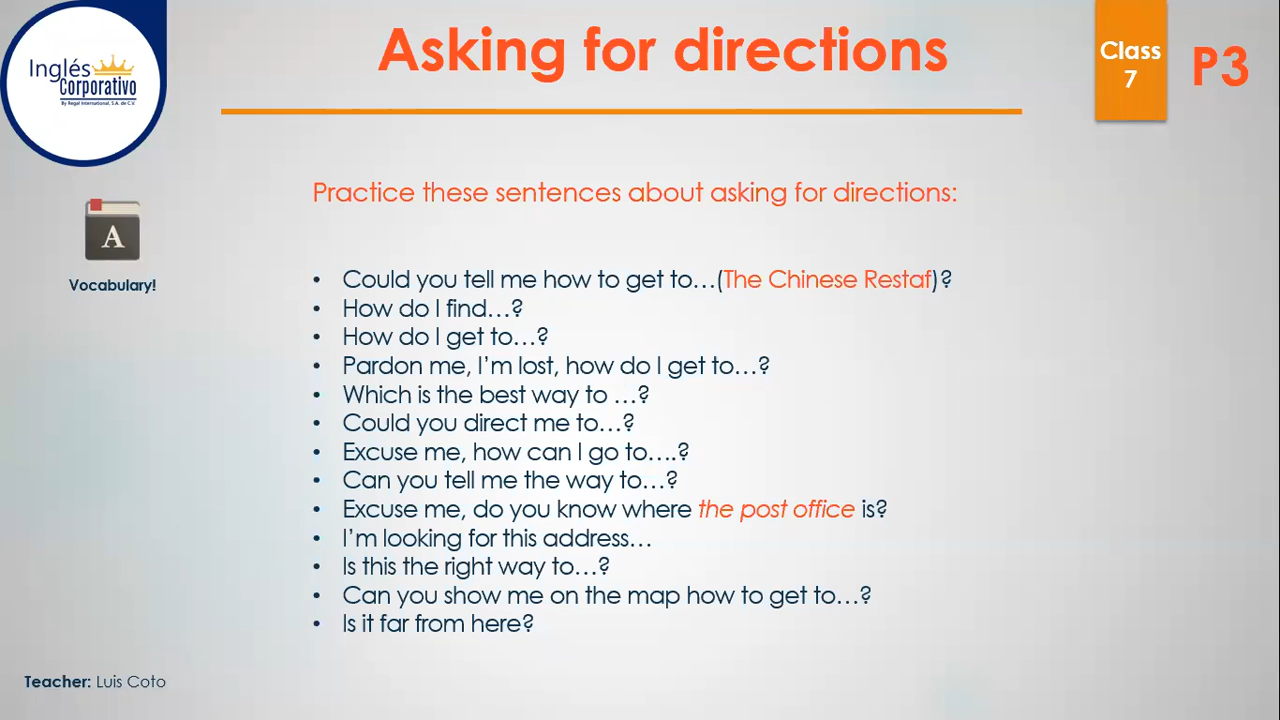 Inglés
Corporativo
By Regal International, S.A. de C.V.
Asking for directions
Class
7
P3
A
Vocabulary!
Practice these sentences about asking for directions:
• Could you tell me how to get to…(The Chinese Restaf)?
• How do I find…?
• How do I get to…?
• Pardon me, I’m lost, how do I get to…?
• Which is the best way to …?
• Could you direct me to…?
• Excuse me, how can I go to….?
• Can you tell me the way to…?
• Excuse me, do you know where the post office is?
• I’m looking for this address…
• Is this the right way to…?
• Can you show me on the map how to get to…?
• Is it far from here?
Teacher: Luis Coto